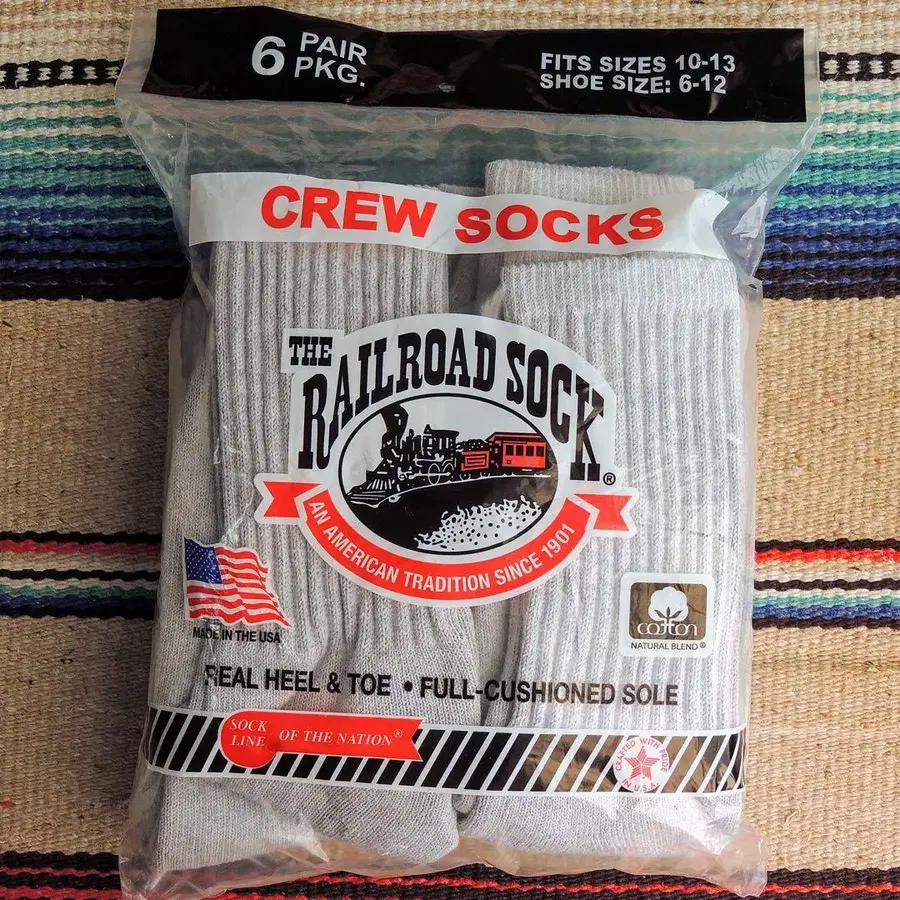 6 PAIR
PKG.
FITS SIZES 10-13
SHOE SIZE: 6-12
CREW SOCKS
THE
RAILROAD SOCK®
AN AMERICAN TRADITION SINCE 1901
MADE IN THE USA
cotton
NATURAL BLEND®
REAL HEEL & TOE • FULL-CUSHIONED SOLE
SOCK
LINE OF THE NATION®
CRAFTED WITH PRIDE
IN U.S.A.